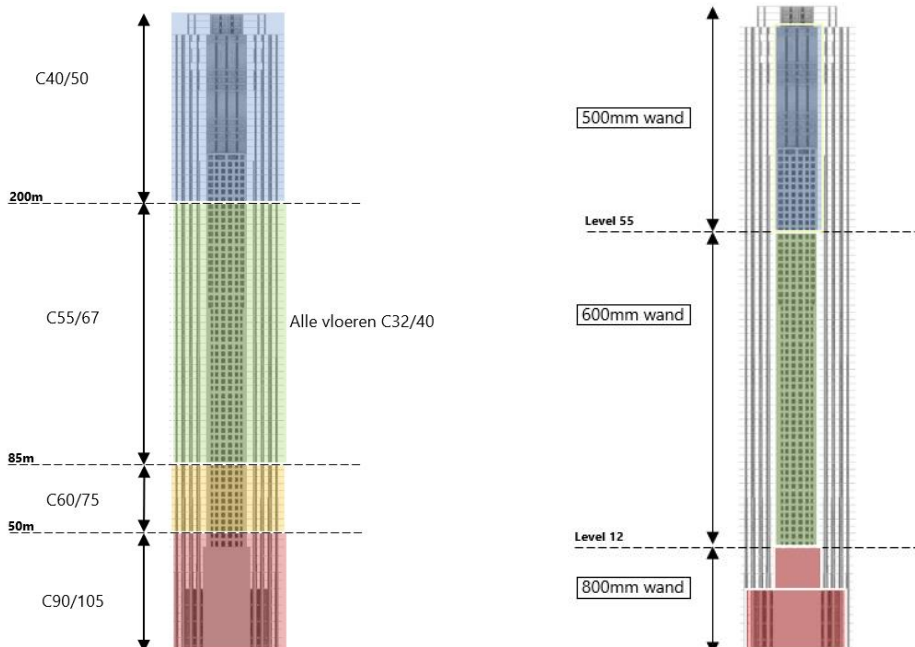 C40/50
200m
C55/67
Alle vloeren C32/40
85m
C60/75
50m
C90/105
500mm wand
Level 55
600mm wand
Level 12
800mm wand